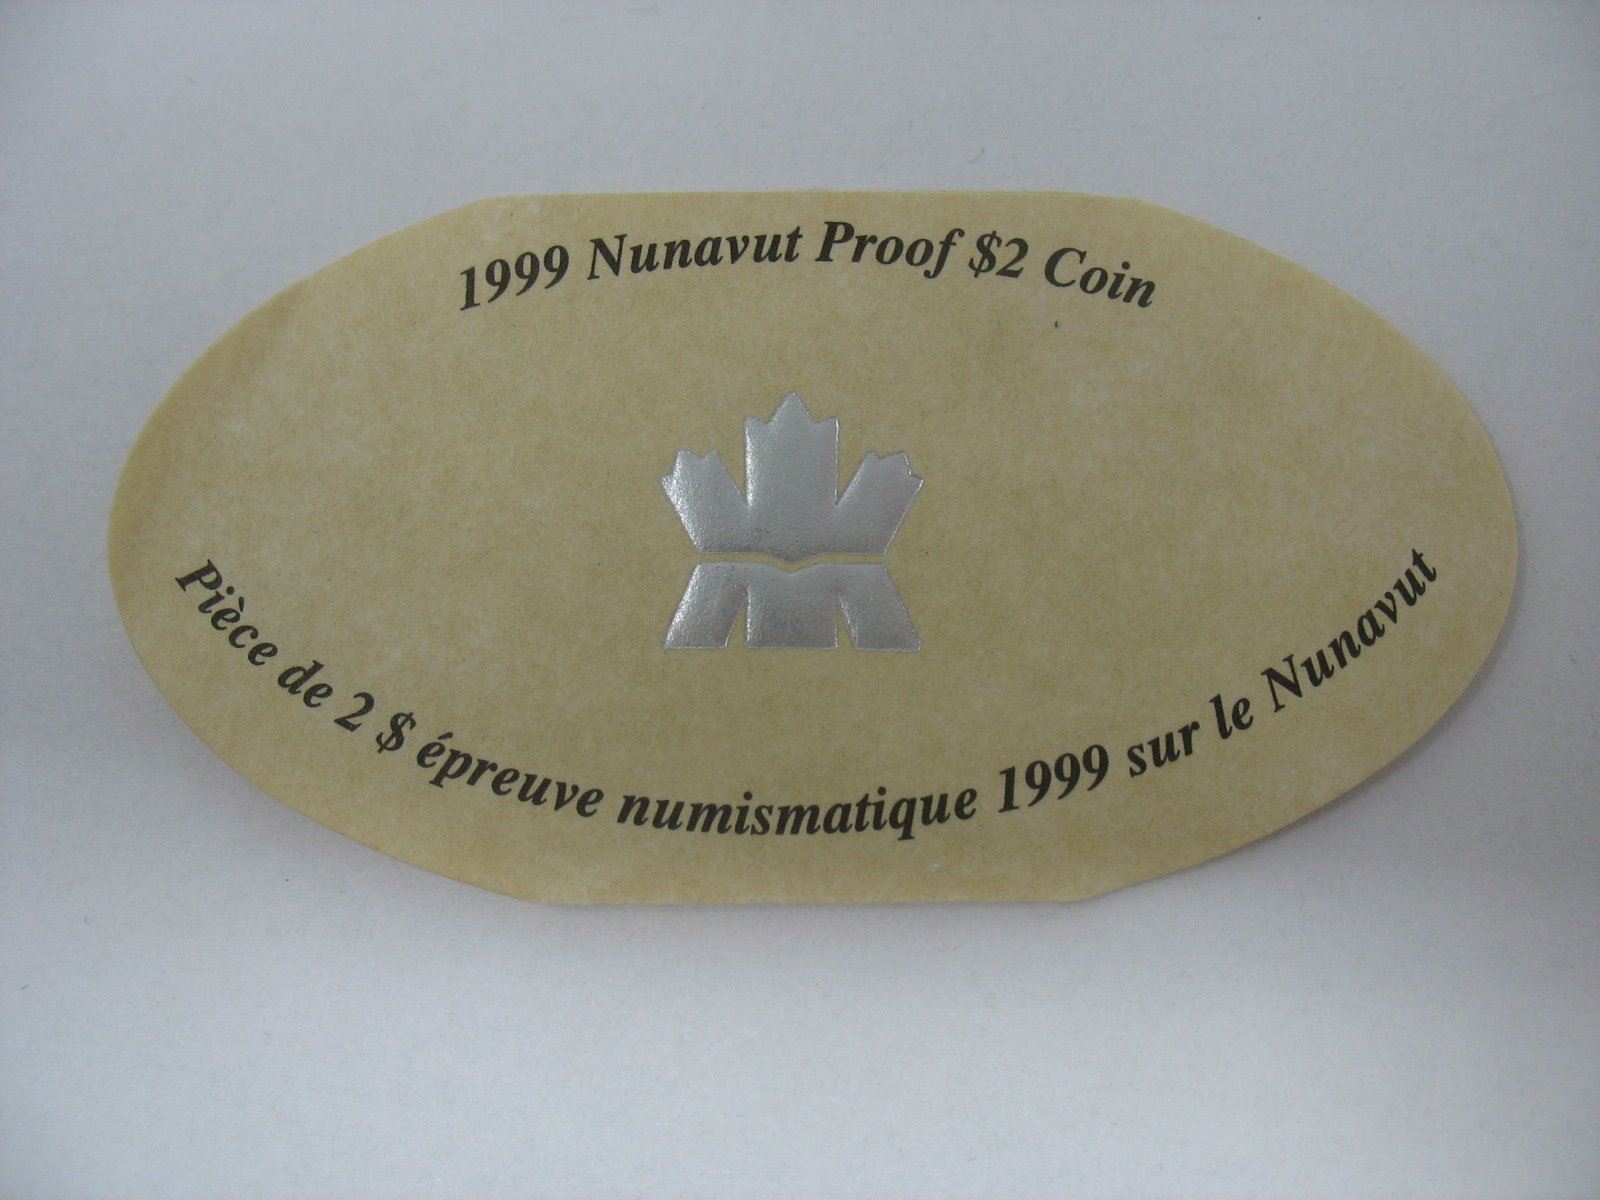 1999 Nunavut Proof $2 Coin
Pièce de 2 $ épreuve numismatique 1999 sur le Nunavut